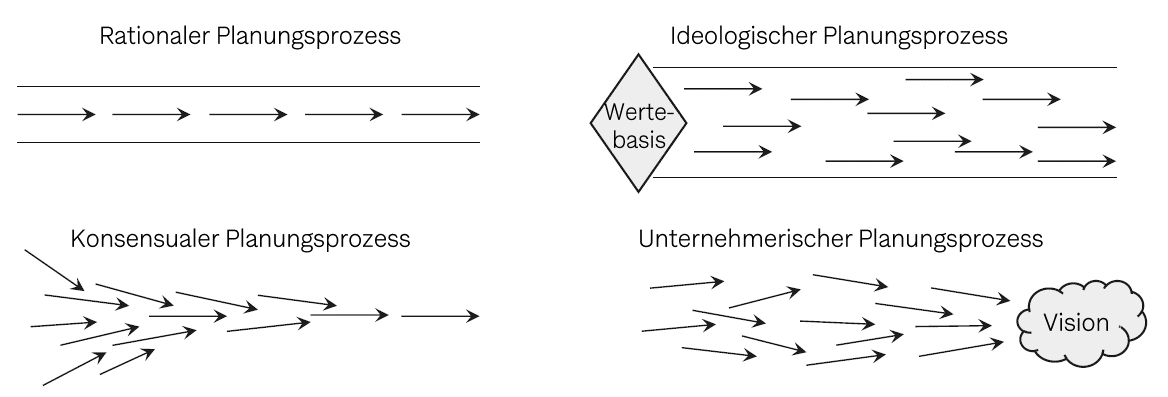 Rationaler Planungsprozess
Ideologischer Planungsprozess
Werte-
basis
Konsensualer Planungsprozess
Unternehmerischer Planungsprozess
Vision